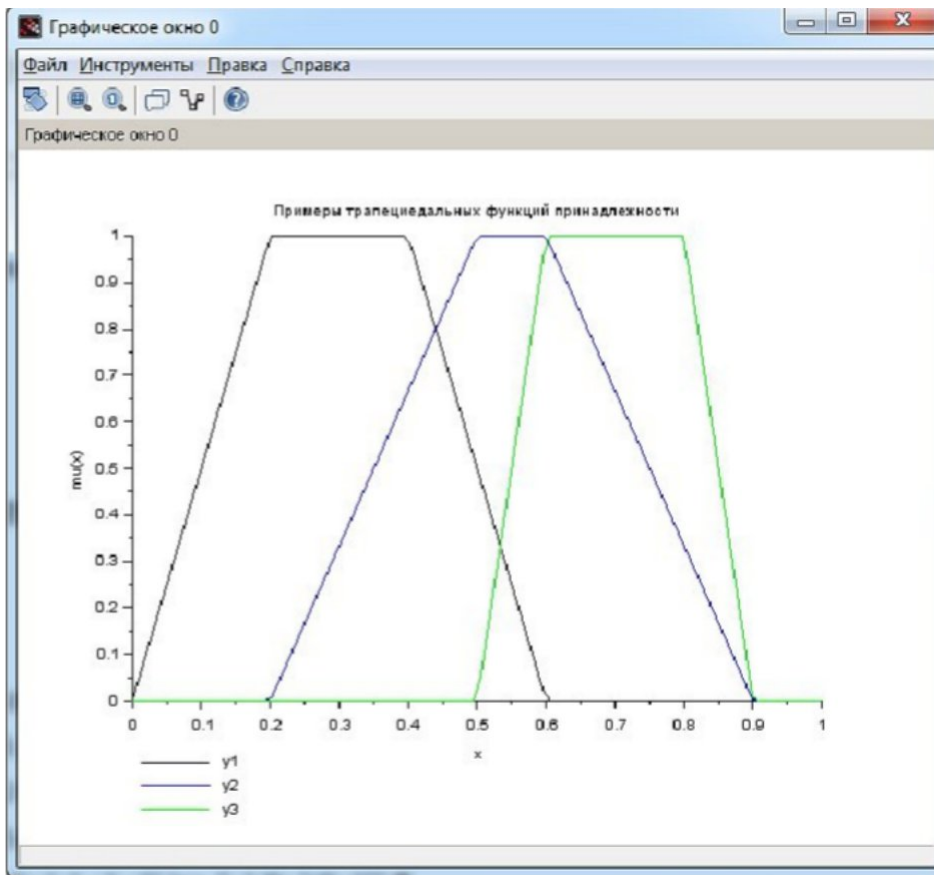 Графическое окно 0
Файл Инструменты Правка Справка
Графическое окно 0
Примеры трапециедальных функций принадлежности
1
0.9
0.8
0.7
0.6
0.5
0.4
0.3
0.2
0.1
0
mu(x)
0 0.1 0.2 0.3 0.4 0.5 0.6 0.7 0.8 0.9 1
x
y1
y2
y3